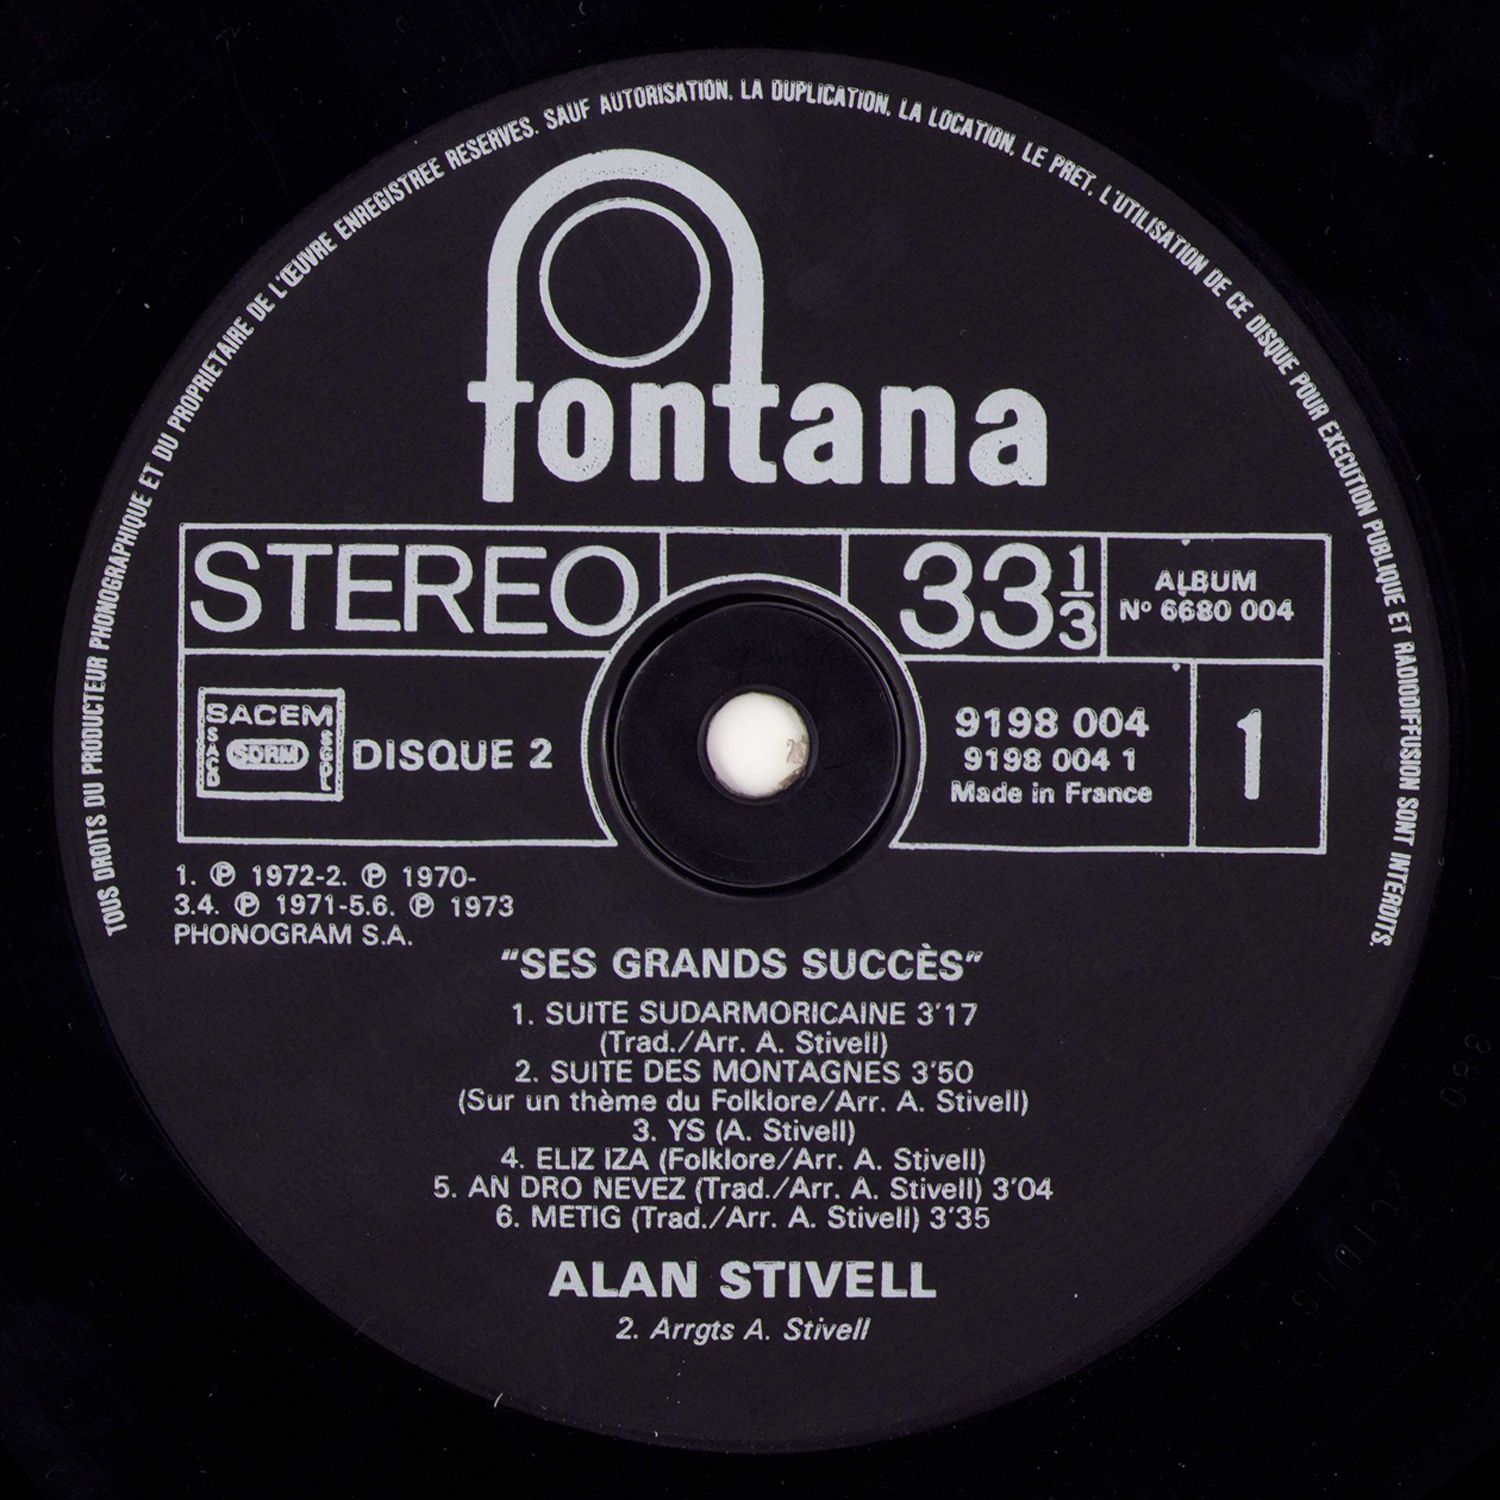 TOUS DROITS DU PRODUCTEUR PHONOGRAPHIQUE ET DU PROPRIETAIRE DE L'ŒUVRE ENREGISTREE RESERVES. SAUF AUTORISATION, LA DUPLICATION, LA LOCATION, LE PRET, L'UTILISATION DE CE DISQUE POUR EXECUTION PUBLIQUE ET RADIODIFFUSION SONT INTERDITS.
fontana
STEREO
33 1/3
ALBUM
Nº 6680 004
SACEM
SACD
SDRM
SGDL
DISQUE 2
9198 004
9198 004 1
Made in France
1
1. ℗ 1972-2. ℗ 1970-
3.4. ℗ 1971-5.6. ℗ 1973
PHONOGRAM S.A.
"SES GRANDS SUCCÈS"
1. SUITE SUDARMORICAINE 3'17
(Trad./Arr. A. Stivell)
2. SUITE DES MONTAGNES 3'50
(Sur un thème du Folklore/Arr. A. Stivell)
3. YS (A. Stivell)
4. ELIZ IZA (Folklore/Arr. A. Stivell)
5. AN DRO NEVEZ (Trad./Arr. A. Stivell) 3'04
6. METIG (Trad./Arr. A. Stivell) 3'35
ALAN STIVELL
2. Arrgts A. Stivell